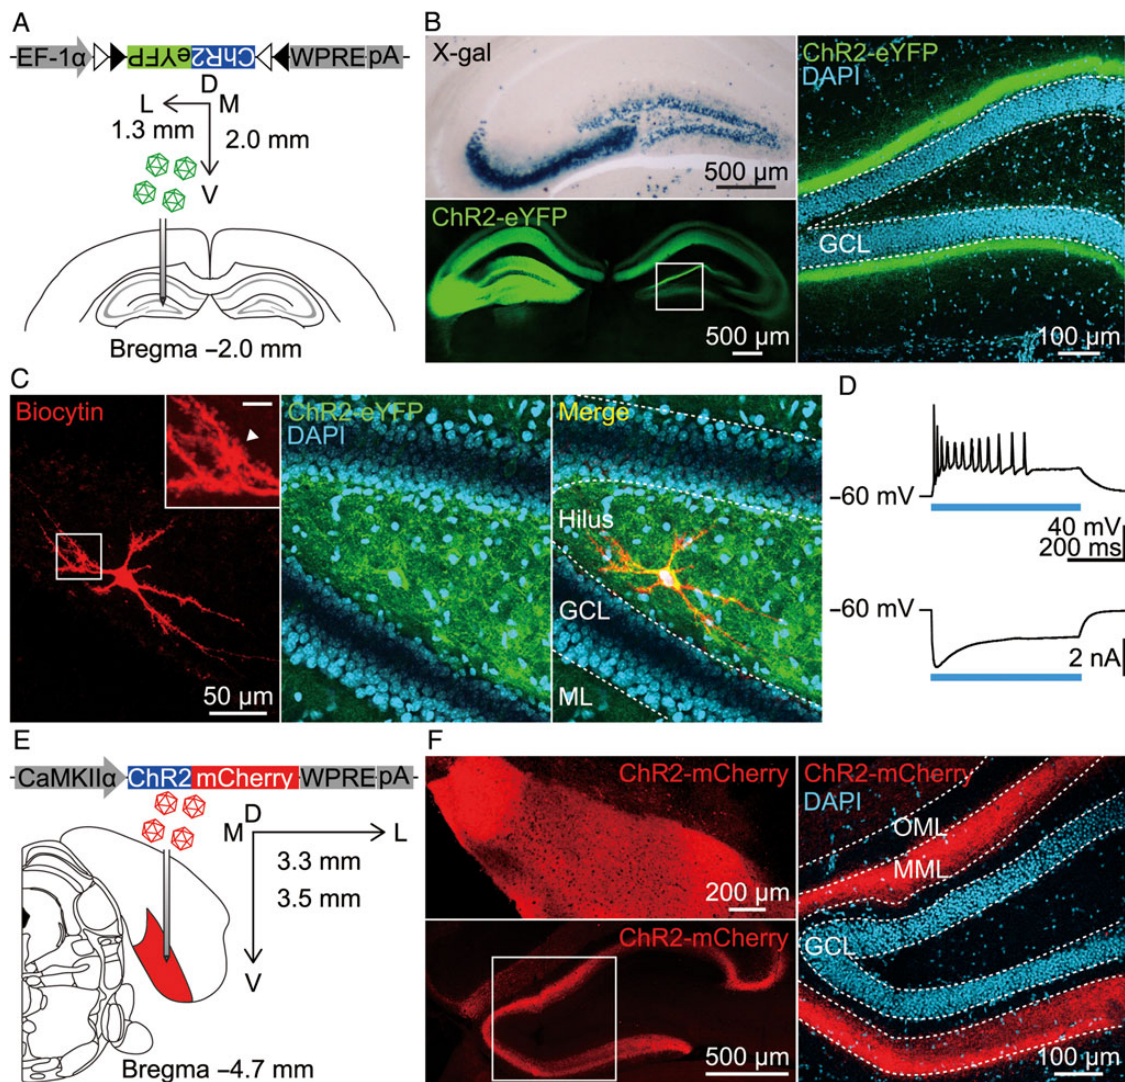 A
EF-1α eYFP ChR2 WPRE pA
D
L M
1.3 mm 2.0 mm
V
Bregma –2.0 mm
B
X-gal
500 µm
ChR2-eYFP
500 µm
ChR2-eYFP
DAPI
GCL
100 µm
C
Biocytin
50 µm
ChR2-eYFP
DAPI
Merge
Hilus
GCL
ML
D
–60 mV
40 mV
200 ms
–60 mV
2 nA
E
CaMKIIα ChR2 mCherry WPRE pA
D
M L
3.3 mm
3.5 mm
V
Bregma –4.7 mm
F
ChR2-mCherry
200 µm
ChR2-mCherry
500 µm
ChR2-mCherry
DAPI
OML
MML
GCL
100 µm